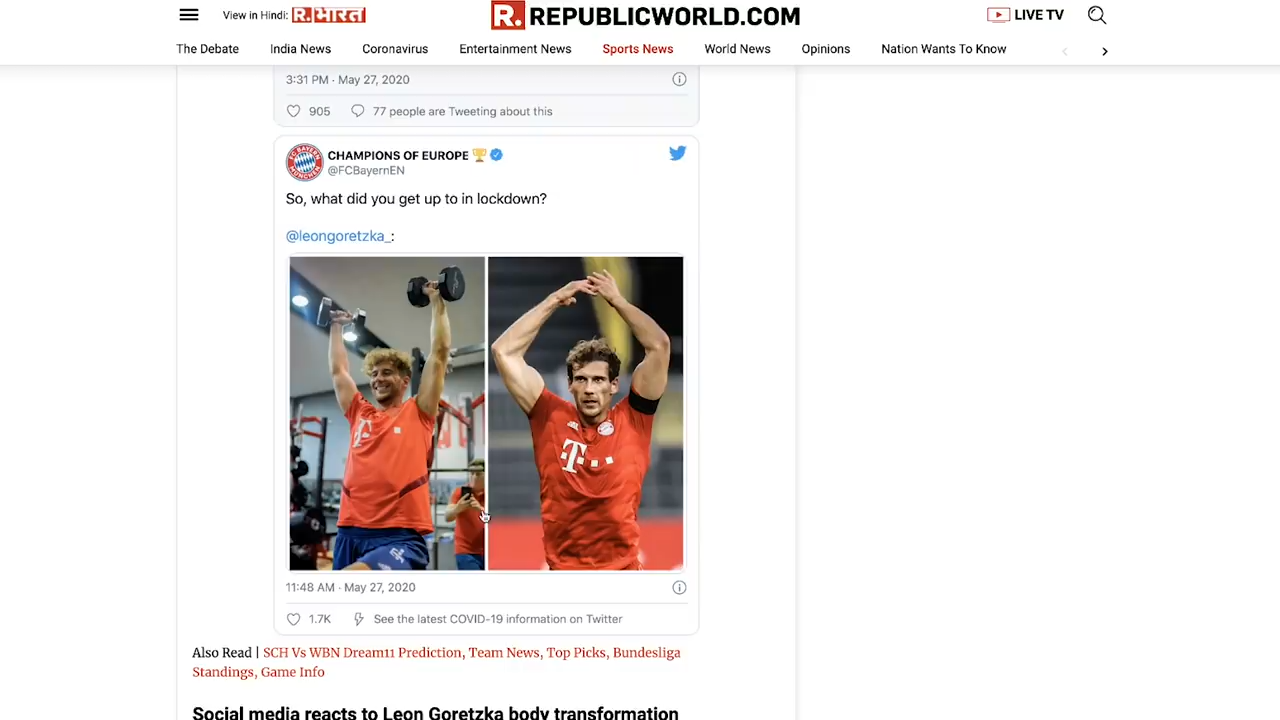 View in Hindi: R. भारत
R. REPUBLICWORLD.COM
LIVE TV
The Debate
India News
Coronavirus
Entertainment News
Sports News
World News
Opinions
Nation Wants To Know
3:31 PM · May 27, 2020
905
77 people are Tweeting about this
CHAMPIONS OF EUROPE
@FCBayernEN
So, what did you get up to in lockdown?
@leongoretzka_:
T
T
11:48 AM · May 27, 2020
1.7K
See the latest COVID-19 information on Twitter
Also Read | SCH Vs WBN Dream11 Prediction, Team News, Top Picks, Bundesliga
Standings, Game Info
Social media reacts to Leon Goretzka body transformation